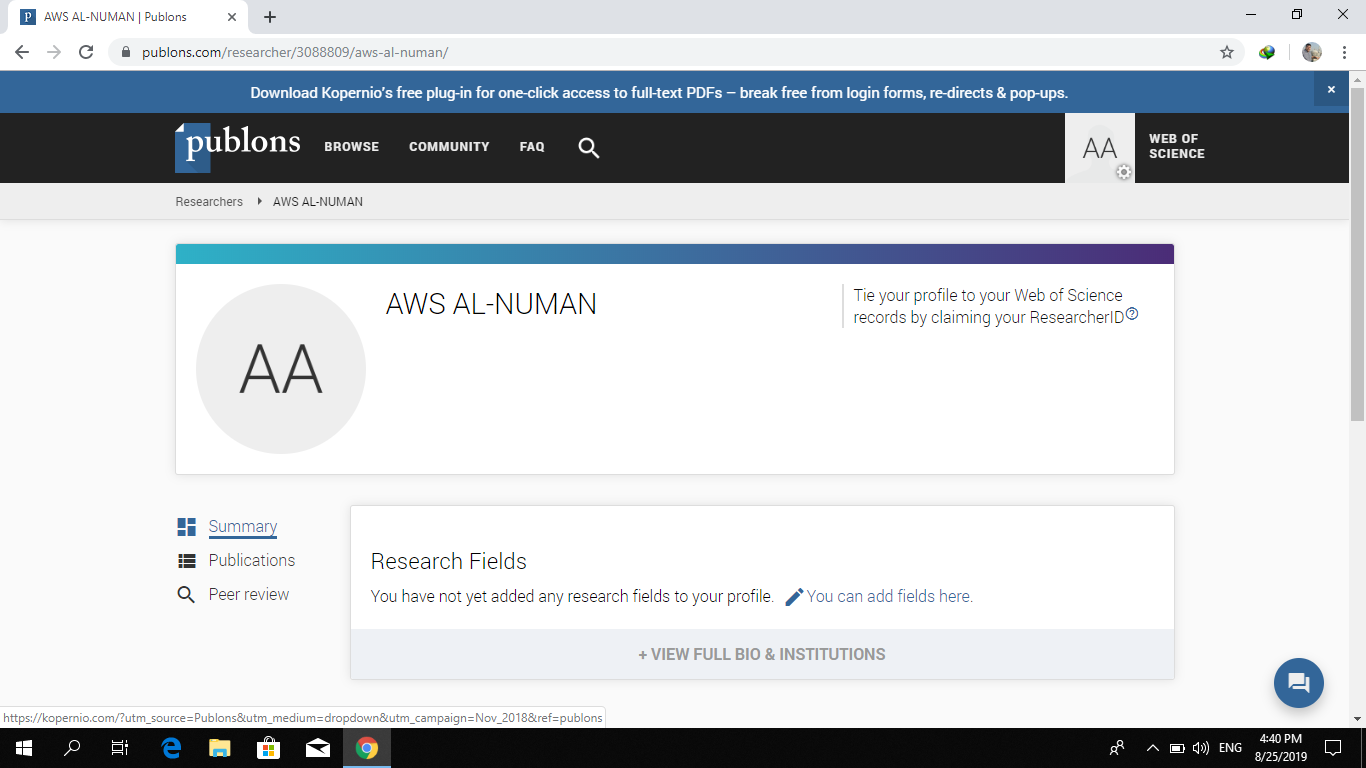 AWS AL-NUMAN | Publons
publons.com/researcher/3088809/aws-al-numan/
Download Kopernio's free plug-in for one-click access to full-text PDFs – break free from login forms, re-directs & pop-ups.
publons
BROWSE
COMMUNITY
FAQ
AA
WEB OF
SCIENCE
Researchers
AWS AL-NUMAN
AA
AWS AL-NUMAN
Tie your profile to your Web of Science
records by claiming your ResearcherID?
Summary
Publications
Peer review
Research Fields
You have not yet added any research fields to your profile. You can add fields here.
+ VIEW FULL BIO & INSTITUTIONS
https://kopernio.com/?utm_source=Publons&utm_medium=dropdown&utm_campaign=Nov_2018&ref=publons
ENG
4:40 PM
8/25/2019